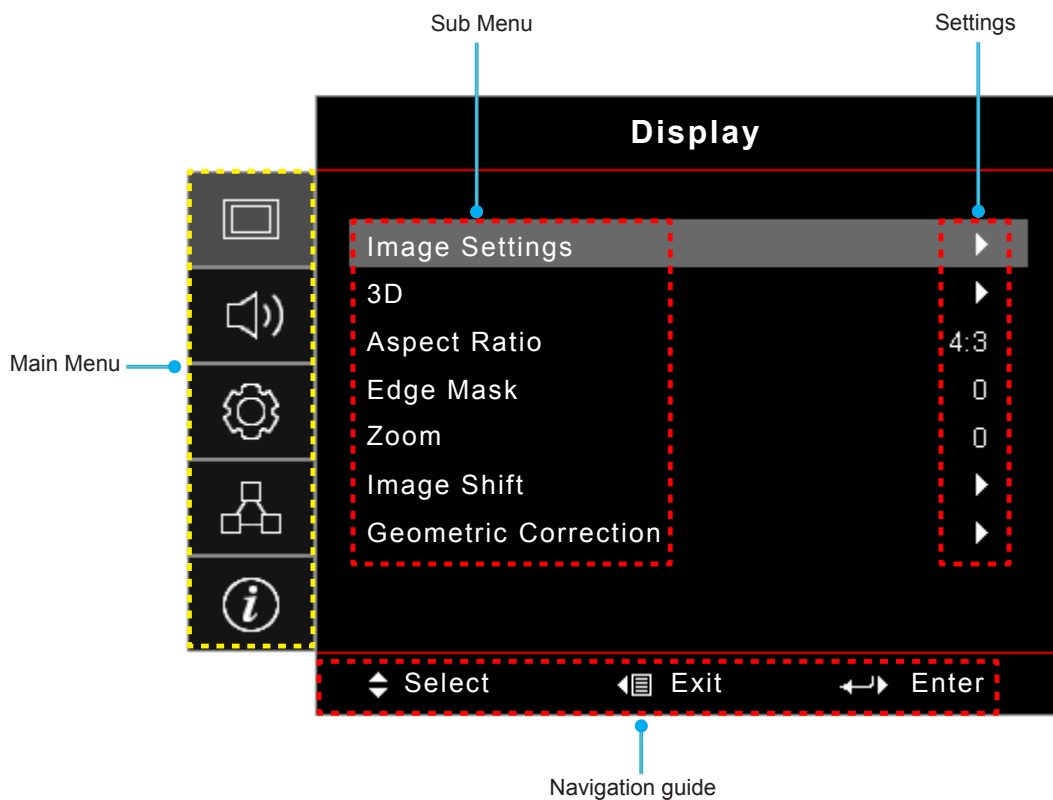 Sub Menu
Settings
Display
Image Settings
3D
Aspect Ratio 4:3
Edge Mask 0
Zoom 0
Image Shift
Geometric Correction
Main Menu
i
Select Exit Enter
Navigation guide